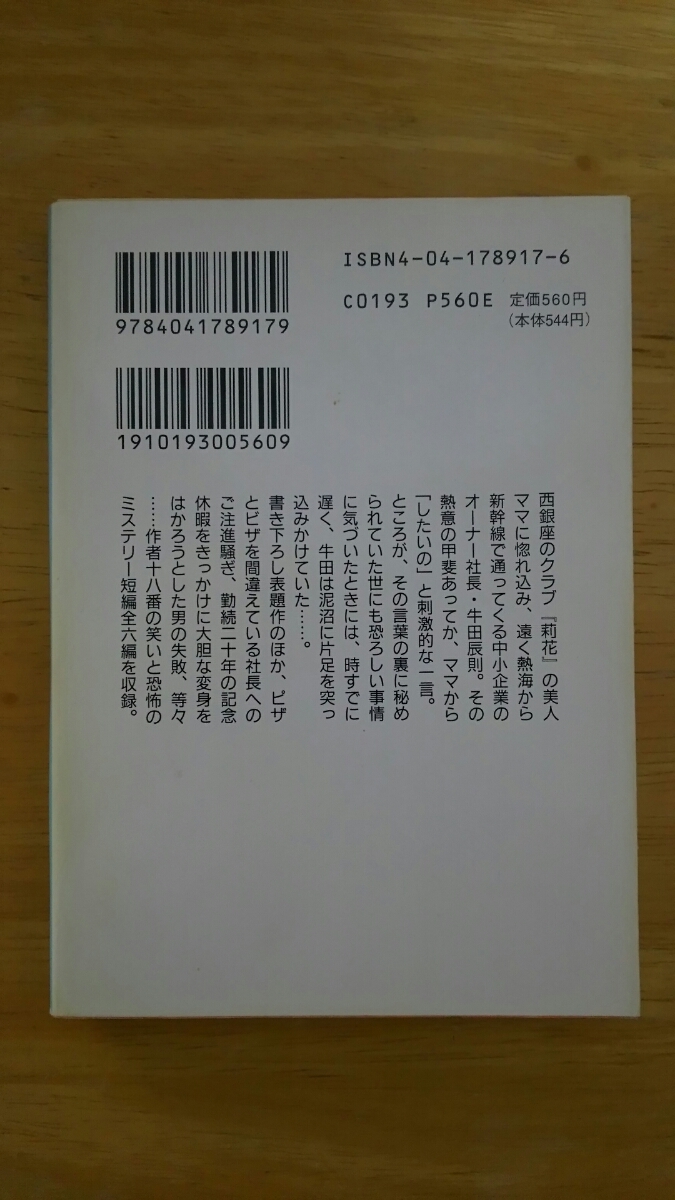 ISBN4-04-178917-6
C0193 P560E 定価560円
(本体544円)
9784041789179
1910193005609
西銀座のクラブ『莉花』の美人
ママに惚れ込み、遠く熱海から
新幹線で通ってくる中小企業の
オーナー社長・牛田辰則。その
熱意の甲斐あってか、ママから
「したいの」と刺激的な一言。
ところが、その言葉の裏に秘め
られていた世にも恐ろしい事情
に気づいたときには、時すでに
遅く、牛田は泥沼に片足を突っ
込みかけていた……。
書き下ろし表題作のほか、ピザ
とビザを間違えている社長への
ご注進騒ぎ、勤続二十年の記念
休暇をきっかけに大胆な変身を
はかろうとした男の失敗、等々
……作者十八番の笑いと恐怖の
ミステリー短編全六編を収録。